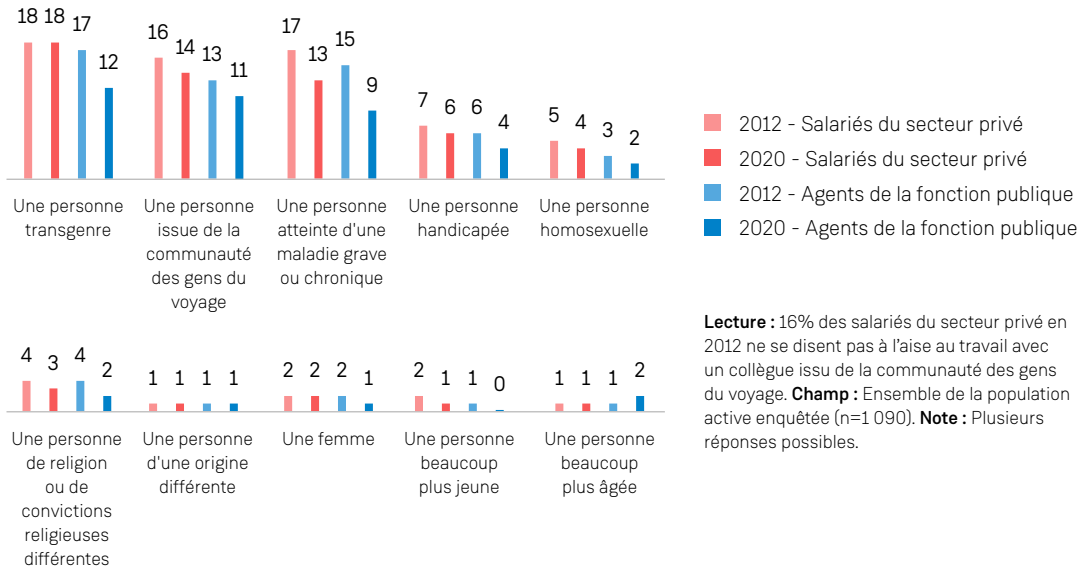 18 18 17 12
16 14 13 11
17 13 15 9
7 6 6 4
5 4 3 2
Une personne
transgenre
Une personne
issue de la
communauté
des gens du
voyage
Une personne
atteinte d'une
maladie grave
ou chronique
Une personne
handicapée
Une personne
homosexuelle
2012 - Salariés du secteur privé
2020 - Salariés du secteur privé
2012 - Agents de la fonction publique
2020 - Agents de la fonction publique
4 3 4 2
1 1 1 1
2 2 2 1
2 1 1 0
1 1 1 2
Une personne
de religion
ou de
convictions
religieuses
différentes
Une personne
d'une origine
différente
Une femme
Une personne
beaucoup
plus jeune
Une personne
beaucoup
plus âgée
Lecture : 16% des salariés du secteur privé en
2012 ne se disent pas à l'aise au travail avec
un collègue issu de la communauté des gens
du voyage. Champ : Ensemble de la population
active enquêtée (n=1 090). Note : Plusieurs
réponses possibles.